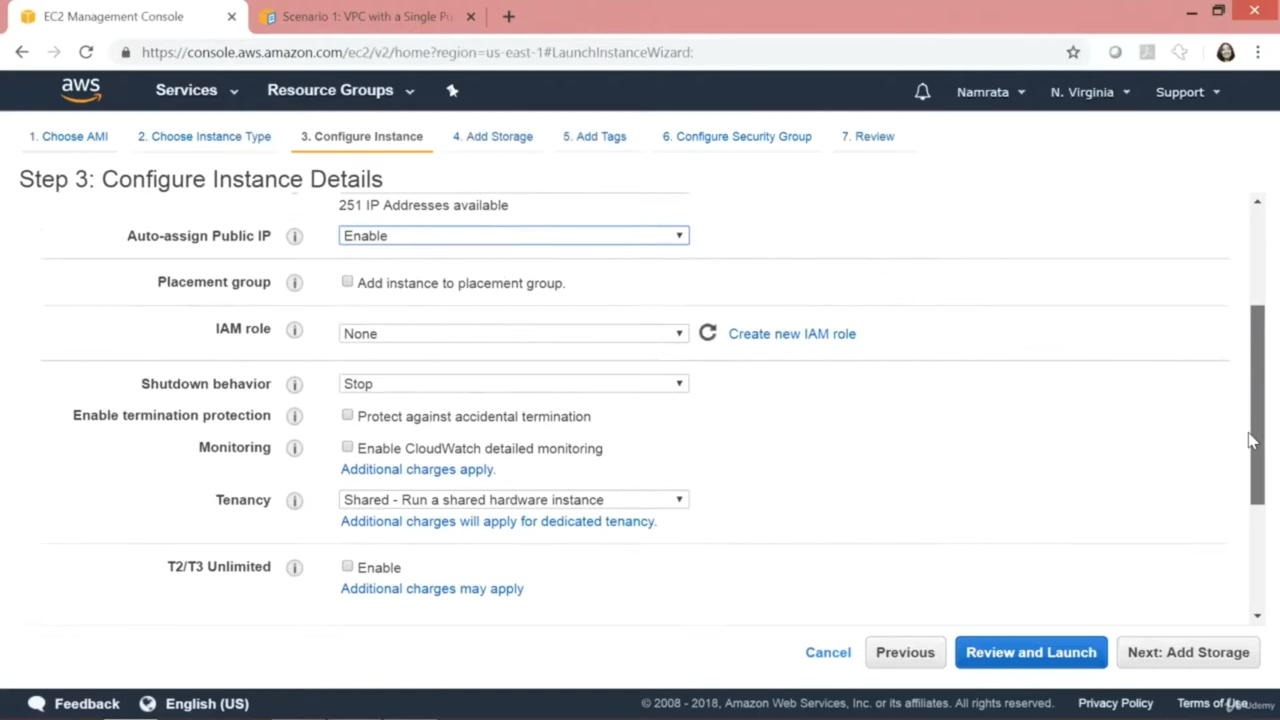 EC2 Management Console
Scenario 1: VPC with a Single Pu
https://console.aws.amazon.com/ec2/v2/home?region=us-east-1#LaunchInstanceWizard:
aws Services Resource Groups Namrata N. Virginia Support
1. Choose AMI 2. Choose Instance Type 3. Configure Instance 4. Add Storage 5. Add Tags 6. Configure Security Group 7. Review
Step 3: Configure Instance Details
251 IP Addresses available
Auto-assign Public IP Enable
Placement group Add instance to placement group.
IAM role None Create new IAM role
Shutdown behavior Stop
Enable termination protection Protect against accidental termination
Monitoring Enable CloudWatch detailed monitoring
Additional charges apply.
Tenancy Shared - Run a shared hardware instance
Additional charges will apply for dedicated tenancy.
T2/T3 Unlimited Enable
Additional charges may apply
Cancel Previous Review and Launch Next: Add Storage
Feedback English (US) © 2008 - 2018, Amazon Web Services, Inc. or its affiliates. All rights reserved. Privacy Policy Terms of Use
Udemy